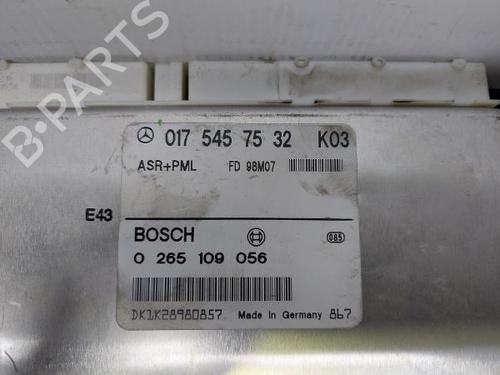 B-PARTS
017 545 75 32 K03
ASR+PML FD 98M07
E43
BOSCH 085
0 265 109 056
DK1K28980857 Made in Germany 867